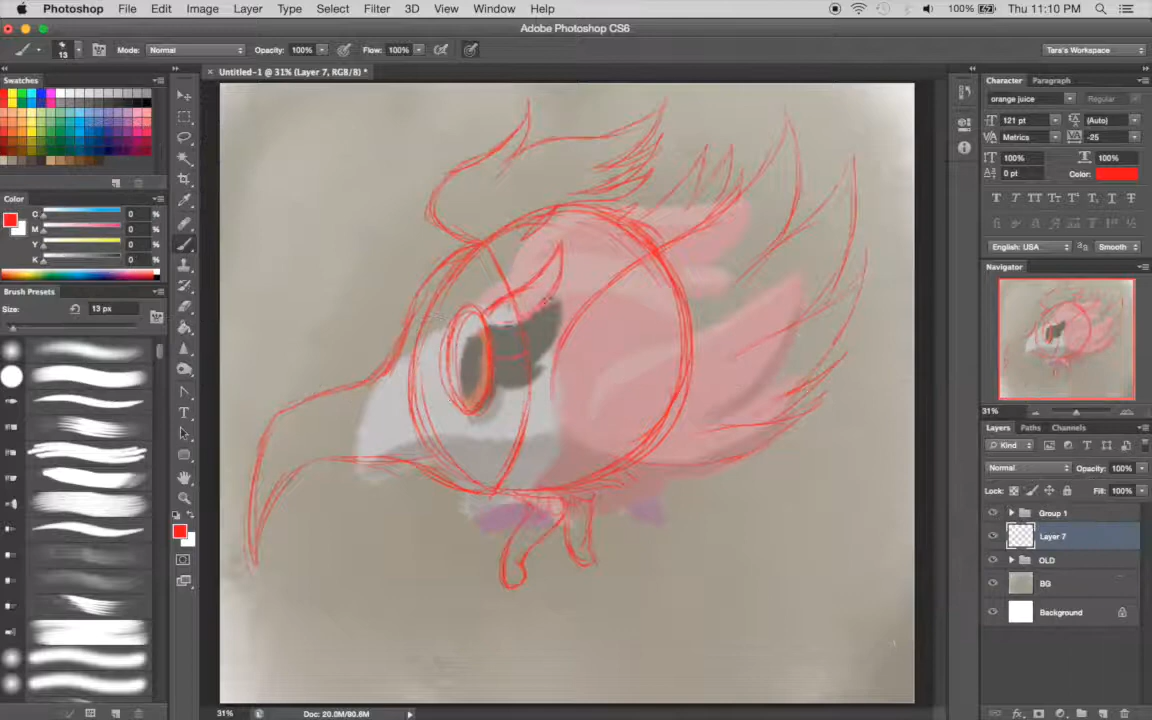 Photoshop File Edit Image Layer Type Select Filter 3D View Window Help 100% Thu 11:10 PM
Adobe Photoshop CS6
13 Mode: Normal Opacity: 100% Flow: 100% Tara's Workspace
Untitled-1 @ 31% (Layer 7, RGB/8) *
Swatches
Color
C 0 %
M 0 %
Y 0 %
K 0 %
Brush Presets
Size: 13 px
Character Paragraph
orange juice Regular
121 pt (Auto)
Metrics -25
100% 100%
0 pt Color:
English: USA Smooth
Navigator
31%
Layers Paths Channels
Kind
Normal Opacity: 100%
Lock: Fill: 100%
Group 1
Layer 7
OLD
BG
Background
31% Doc: 20.0M/90.8M